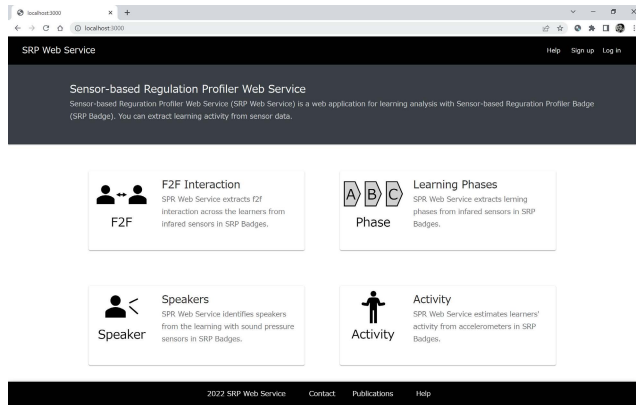 localhost:3000
localhost:3000
SRP Web Service
Help Sign up Log in
Sensor-based Regulation Profiler Web Service
Sensor-based Reguration Profiler Web Service (SRP Web Service) is a web application for learning analysis with Sensor-based Reguration Profiler Badge
(SRP Badge). You can extract learning activity from sensor data.
F2F
F2F Interaction
SPR Web Service extracts f2f
interaction across the learners from
infared sensors in SRP Badges.
A B C
Phase
Learning Phases
SPR Web Service extracts lerning
phases from infared sensors in SRP
Badges.
Speaker
Speakers
SPR Web Service identifies speakers
from the learning with sound pressure
sensors in SRP Badges.
Activity
Activity
SPR Web Service estimates learners'
activity from accelerometers in SRP
Badges.
2022 SRP Web Service Contact Publications Help